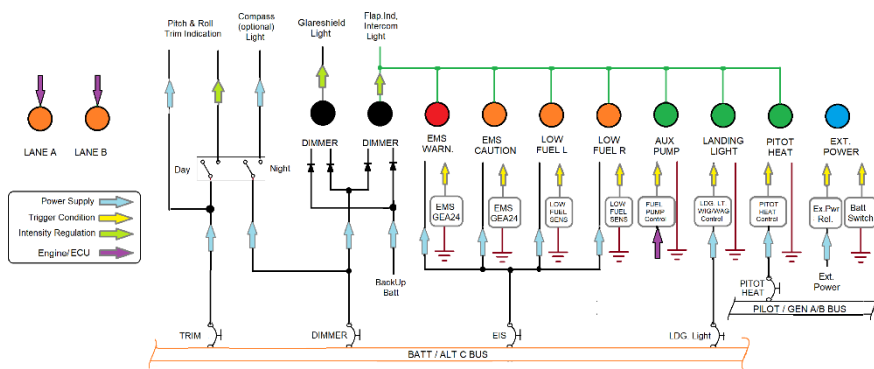 Pitch & Roll
Trim Indication
Compass
(optional)
Light
Glareshield
Light
Flap.Ind,
Intercom
Light
LANE A
LANE B
DIMMER
DIMMER
EMS
WARN.
EMS
CAUTION
LOW
FUEL L
LOW
FUEL R
AUX
PUMP
LANDING
LIGHT
PITOT
HEAT
EXT.
POWER
Day
Night
Power Supply
Trigger Condition
Intensity Regulation
Engine/ ECU
EMS
GEA24
EMS
GEA24
LOW
FUEL
SENS
LOW
FUEL
SENS
FUEL
PUMP
Control
LDG. LT
WIG/WAG
Control
PITOT
HEAT
Control
Ex.Pwr
Rel.
Batt
Switch
BackUp
Batt
Ext.
Power
PITOT
HEAT
PILOT / GEN A/B BUS
TRIM
DIMMER
EIS
LDG. Light
BATT / ALT C BUS